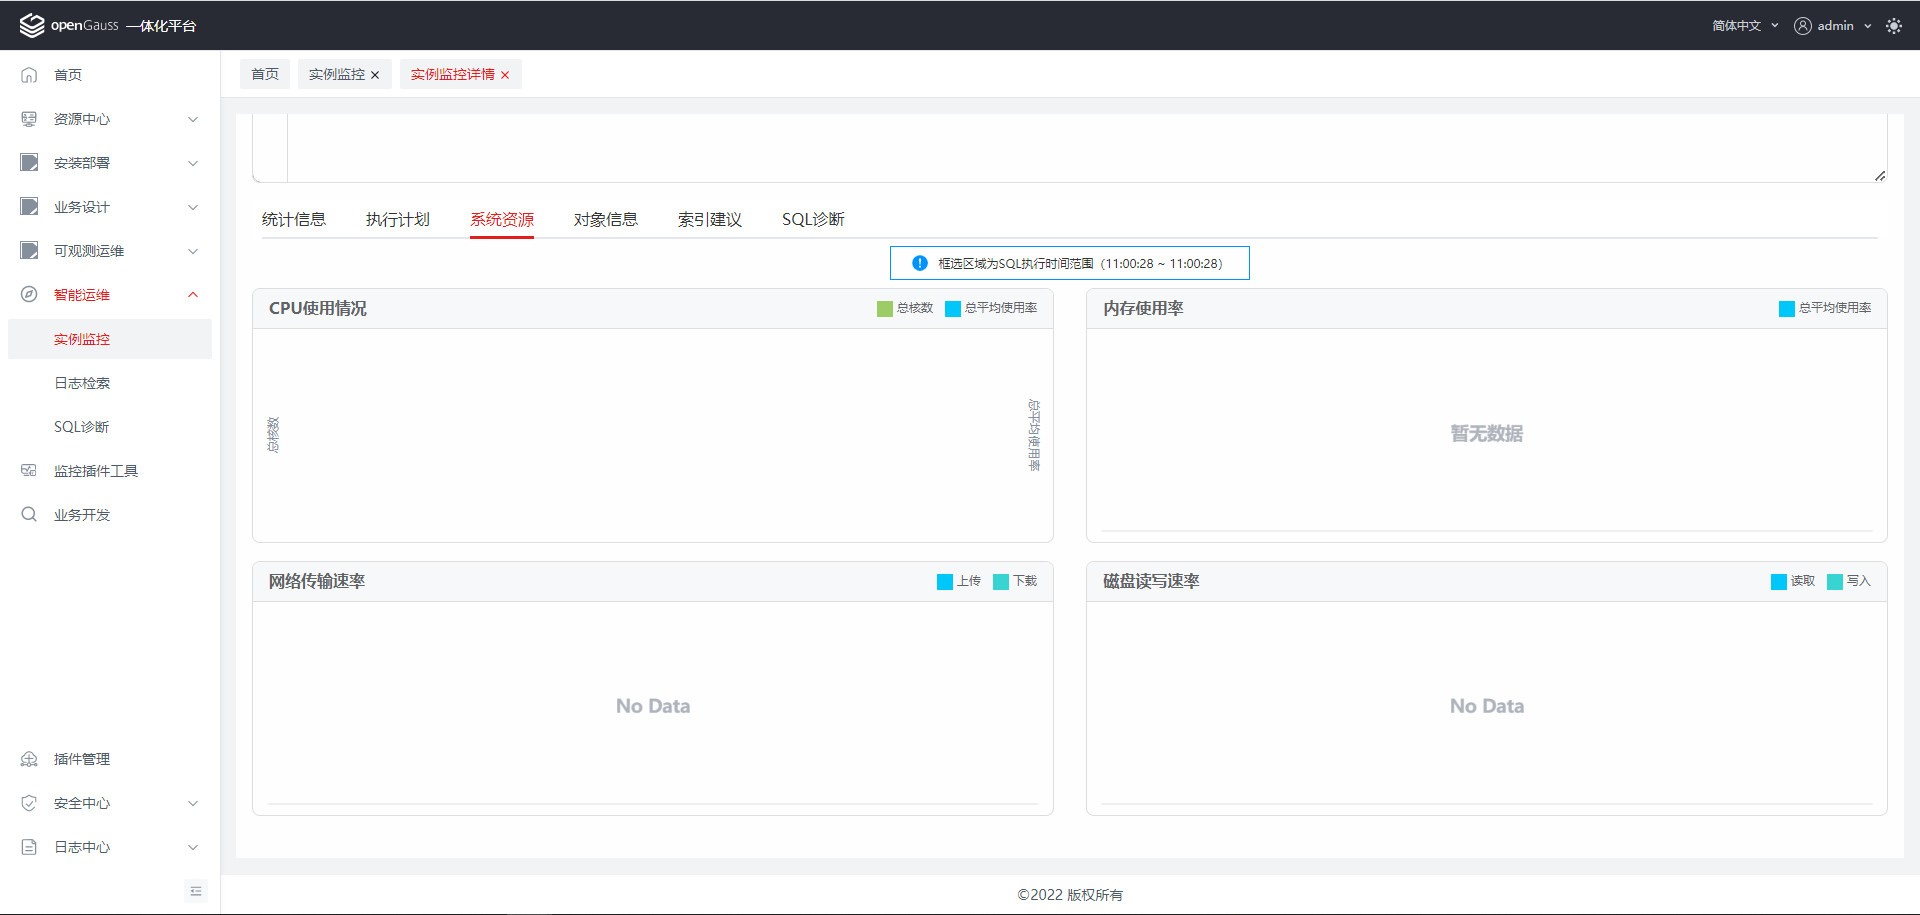 openGauss 一体化平台
简体中文
admin
首页
资源中心
安装部署
业务设计
可观测运维
智能运维
实例监控
日志检索
SQL诊断
监控插件工具
业务开发
插件管理
安全中心
日志中心
首页 实例监控 × 实例监控详情 ×
统计信息 执行计划 系统资源 对象信息 索引建议 SQL诊断
框选区域为SQL执行时间范围（11:00:28 ~ 11:00:28）
CPU使用情况 总核数 总平均使用率
总核数
总平均使用率
内存使用率 总平均使用率
暂无数据
网络传输速率 上传 下载
No Data
磁盘读写速率 读取 写入
No Data
©2022 版权所有